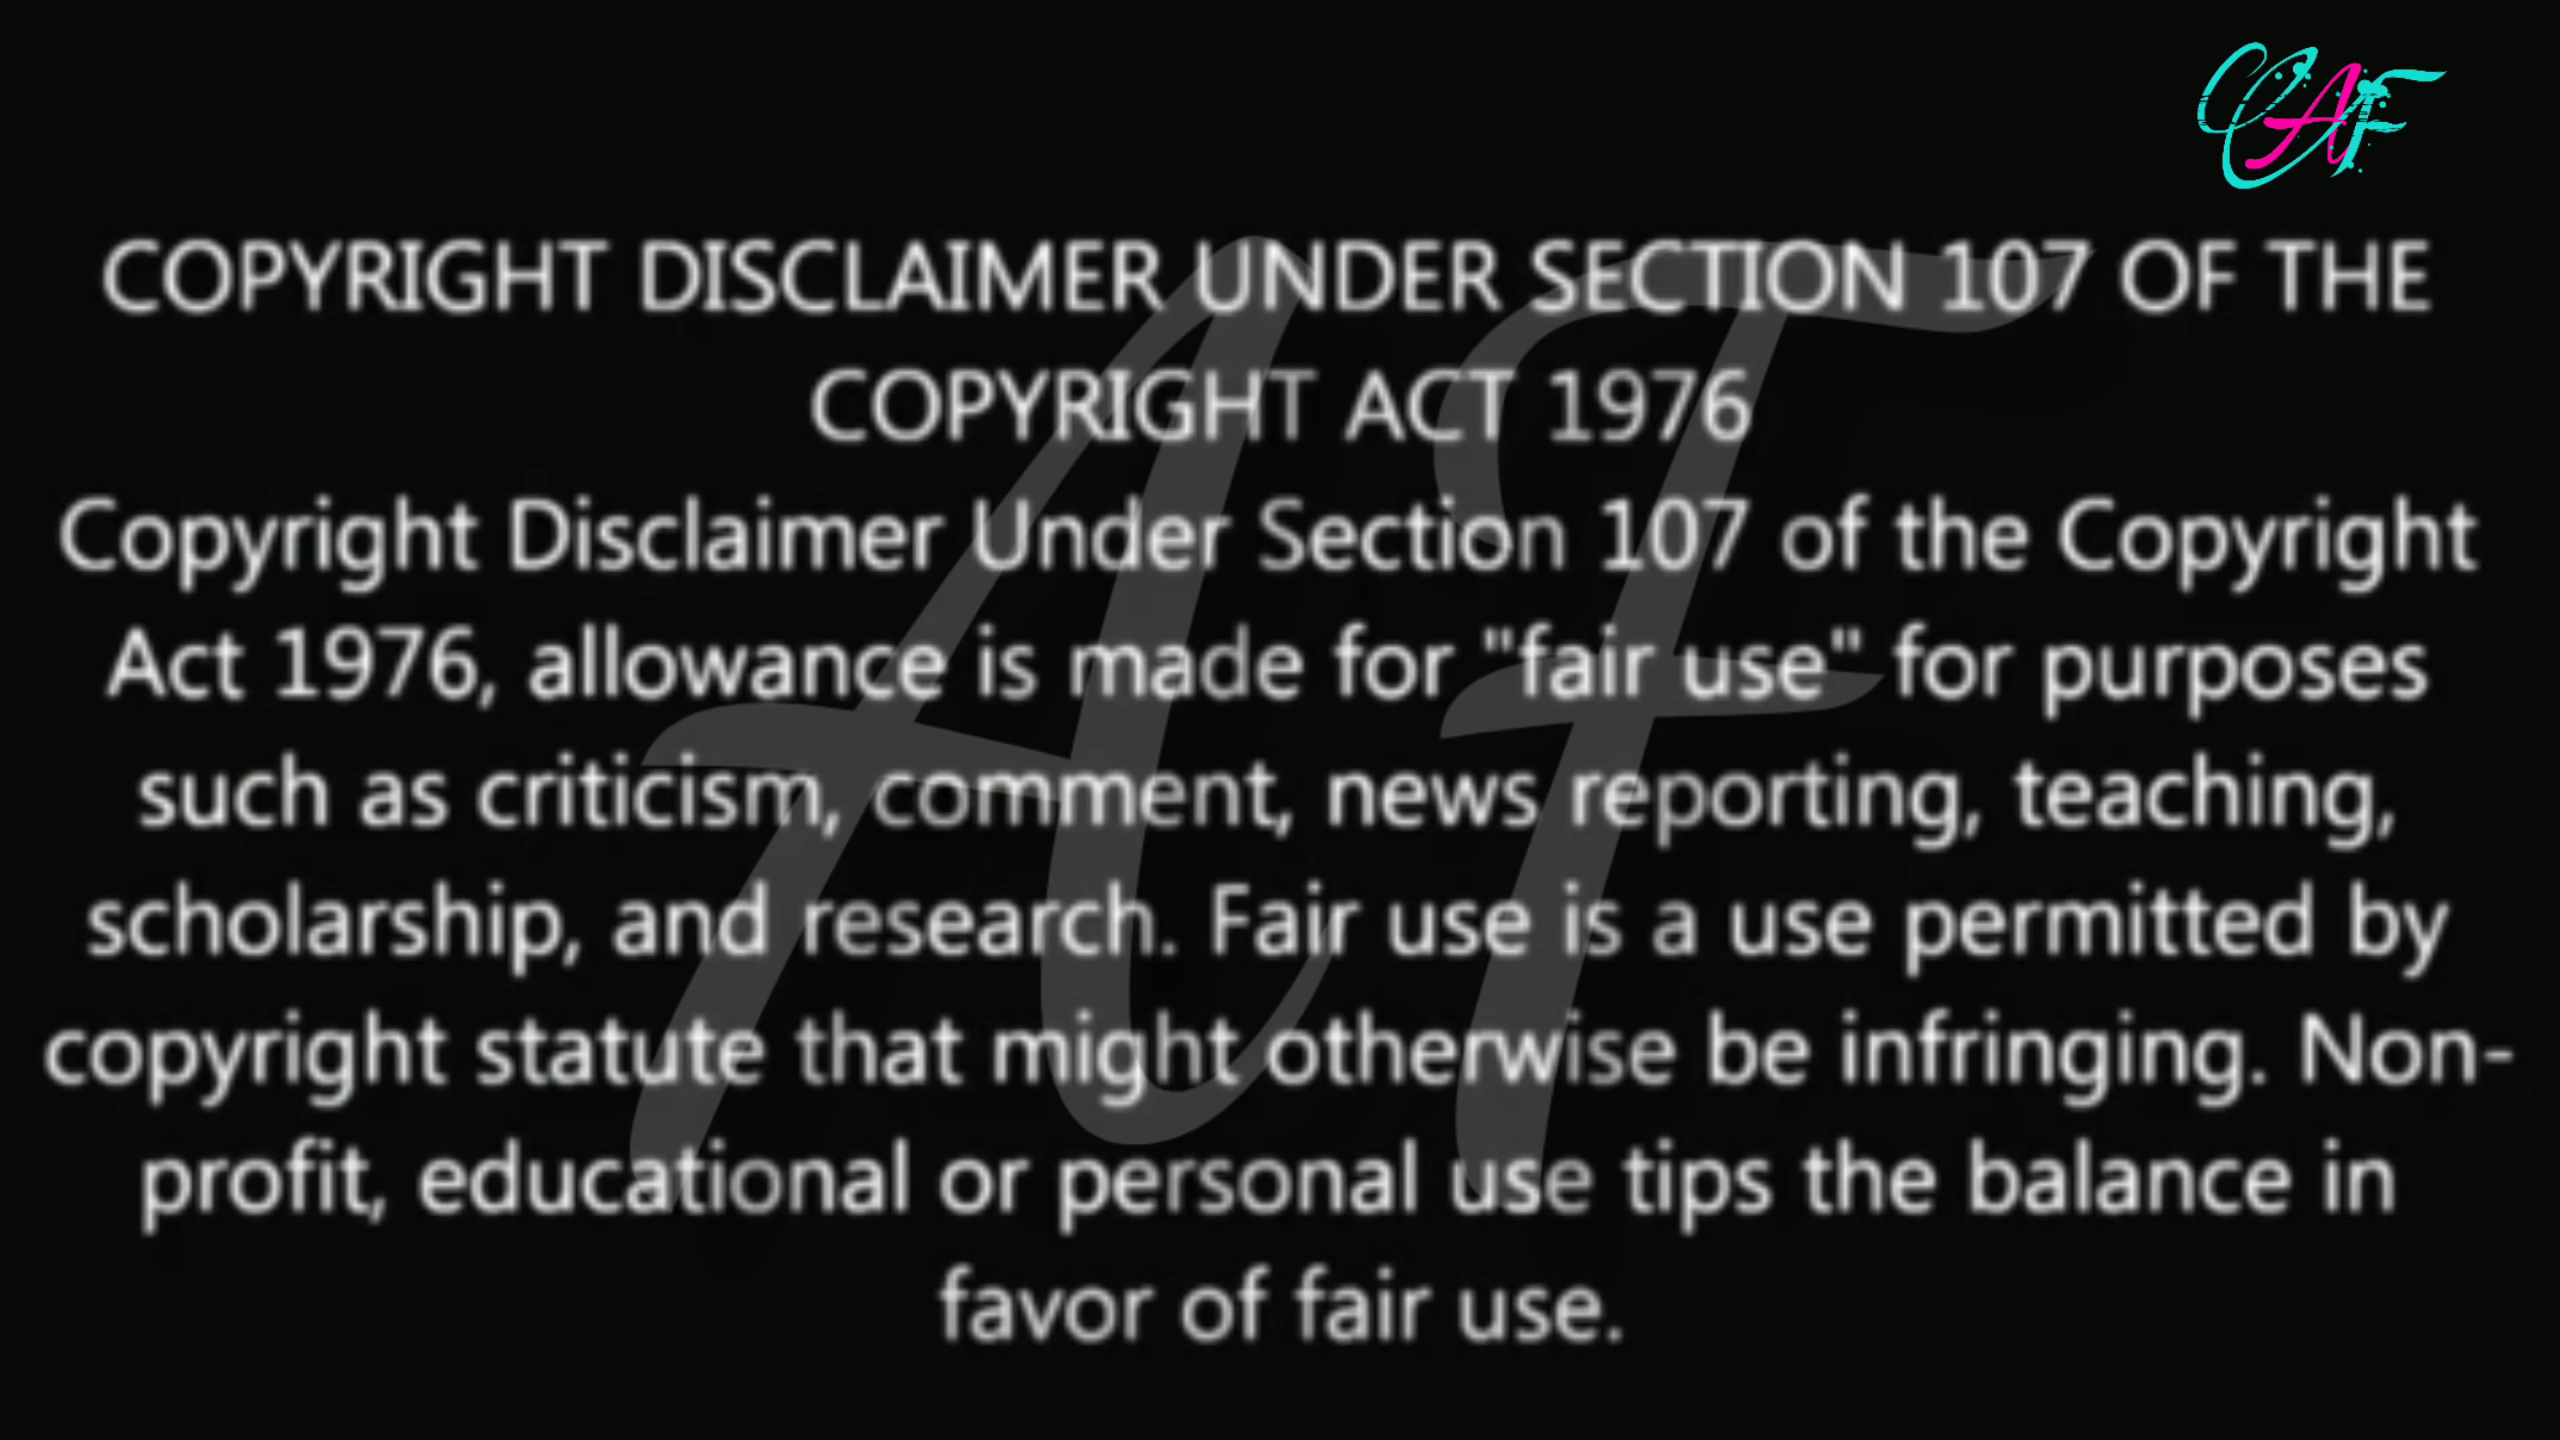 CAF
COPYRIGHT DISCLAIMER UNDER SECTION 107 OF THE
COPYRIGHT ACT 1976
Copyright Disclaimer Under Section 107 of the Copyright
Act 1976, allowance is made for "fair use" for purposes
such as criticism, comment, news reporting, teaching,
scholarship, and research. Fair use is a use permitted by
copyright statute that might otherwise be infringing. Non-
profit, educational or personal use tips the balance in
favor of fair use.
AF